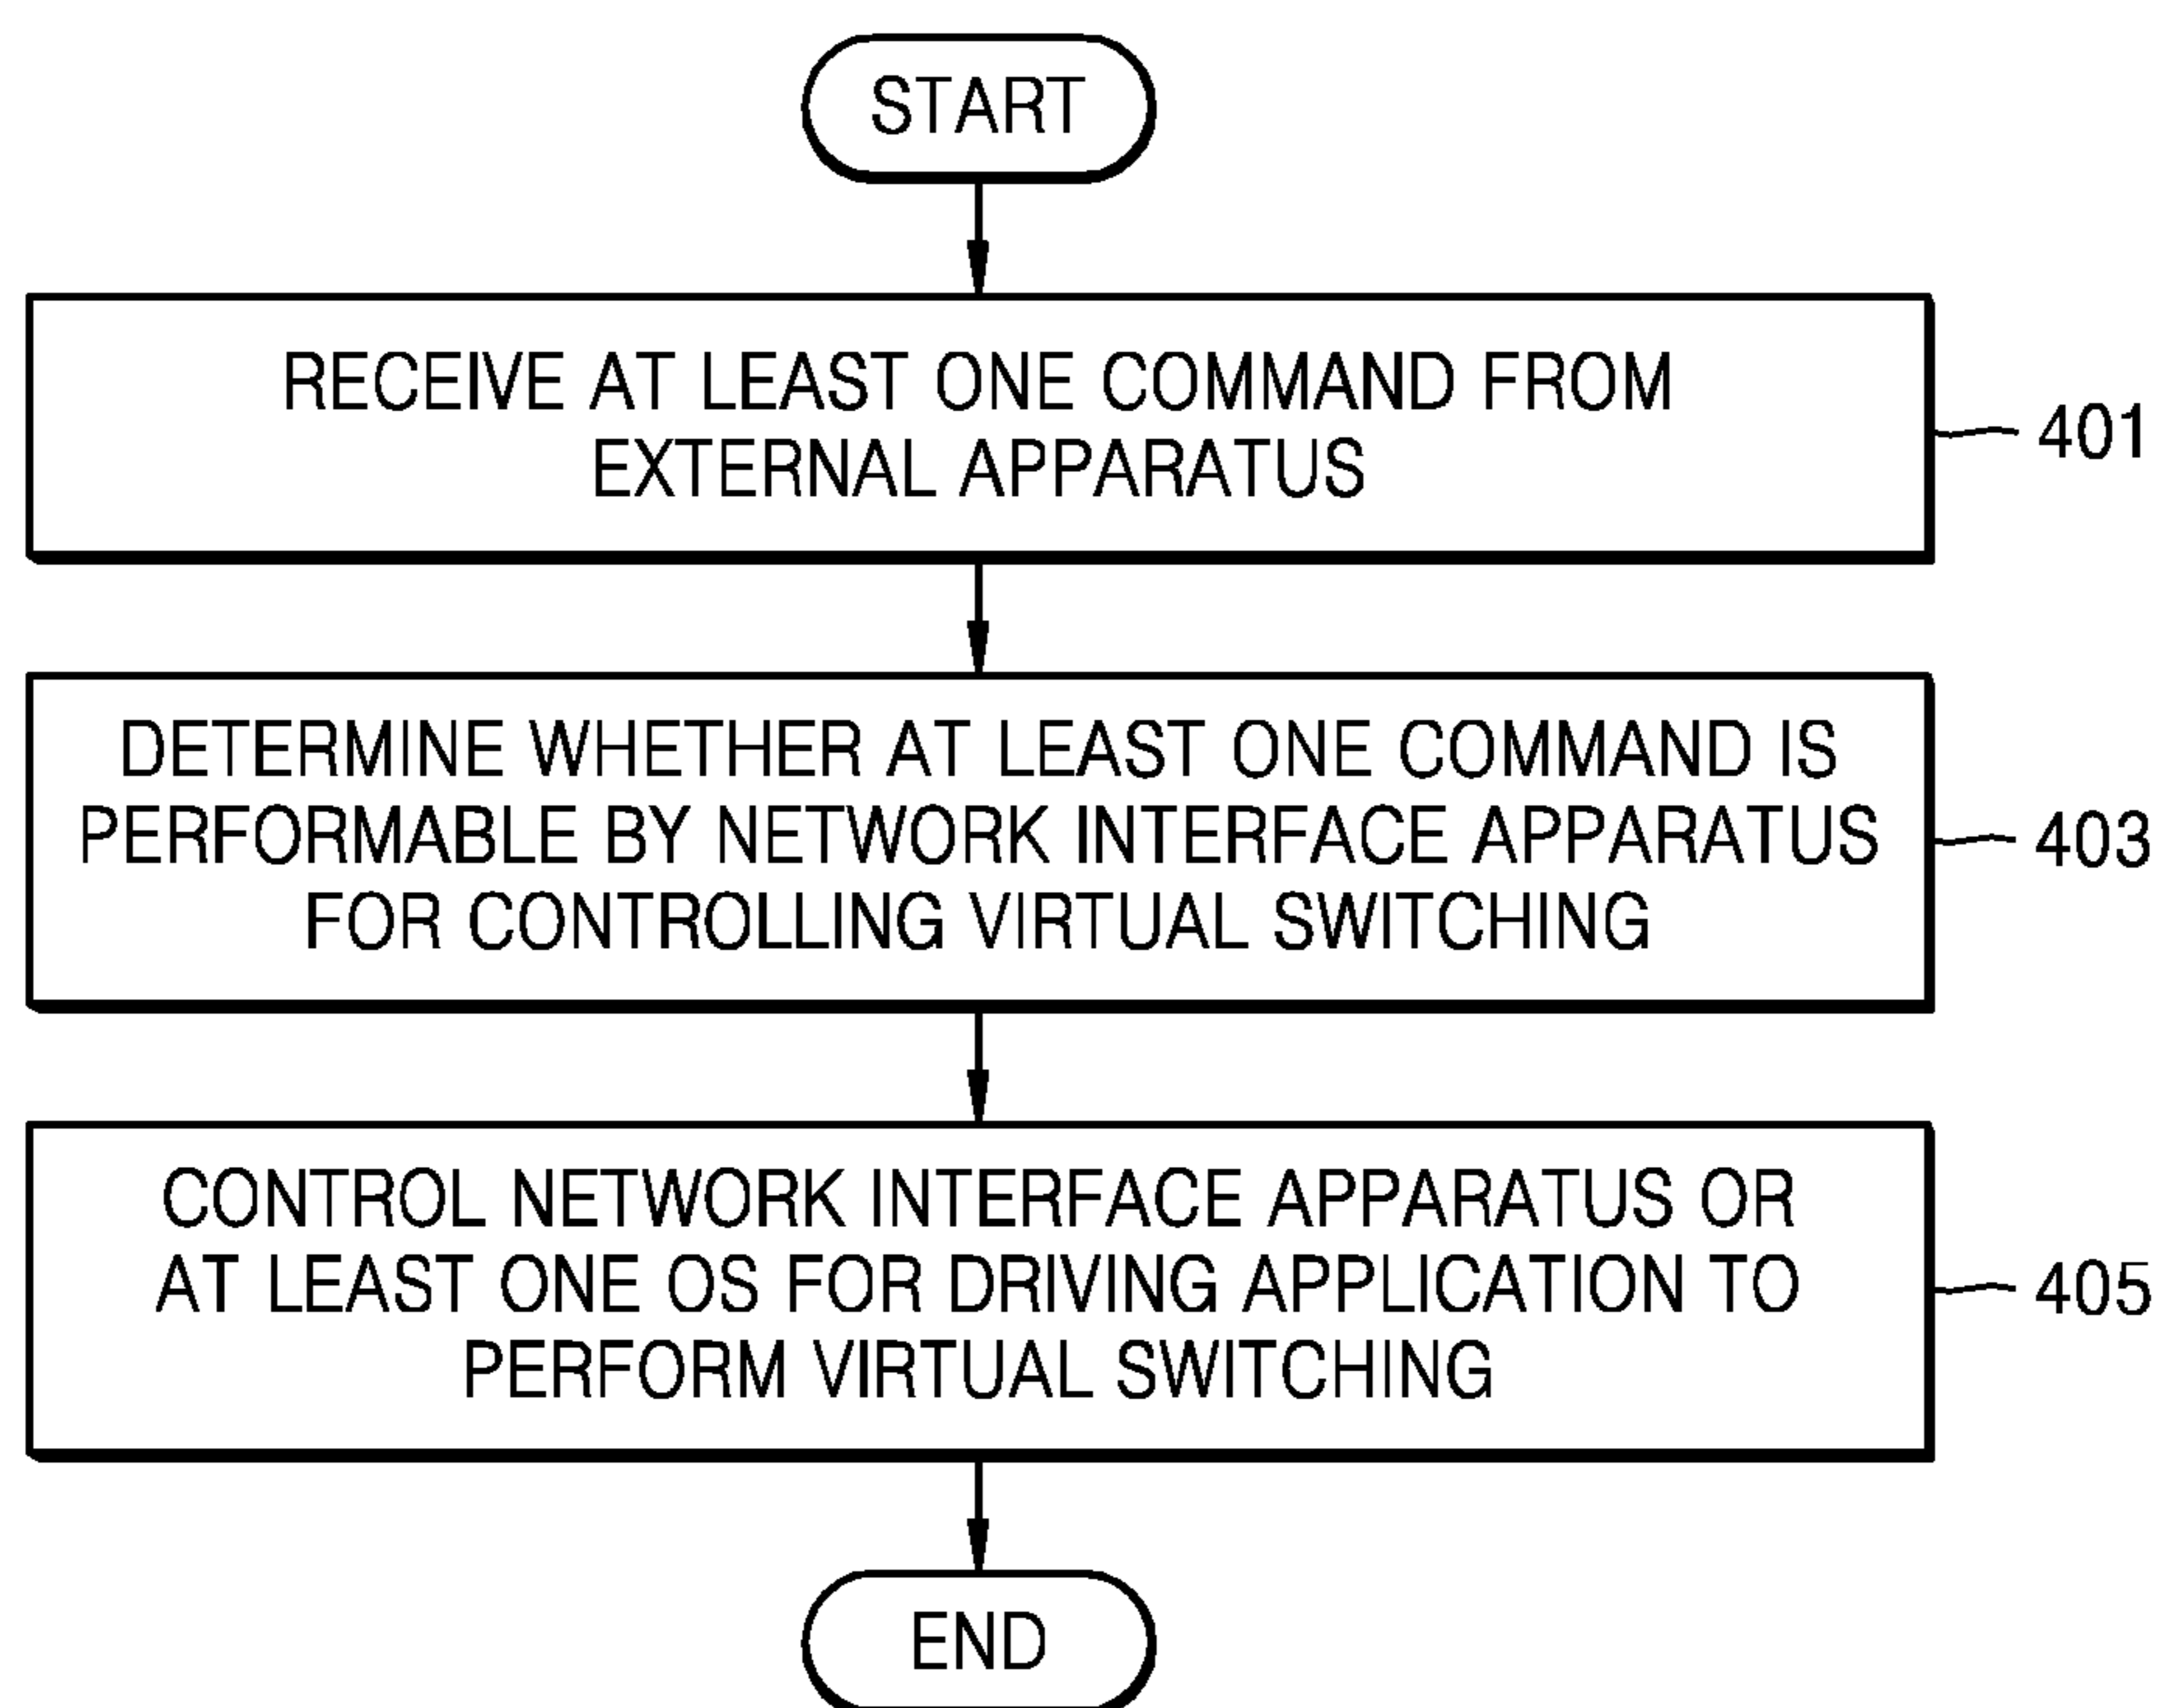 START
RECEIVE AT LEAST ONE COMMAND FROM
EXTERNAL APPARATUS
401
DETERMINE WHETHER AT LEAST ONE COMMAND IS
PERFORMABLE BY NETWORK INTERFACE APPARATUS
FOR CONTROLLING VIRTUAL SWITCHING
403
CONTROL NETWORK INTERFACE APPARATUS OR
AT LEAST ONE OS FOR DRIVING APPLICATION TO
PERFORM VIRTUAL SWITCHING
405
END